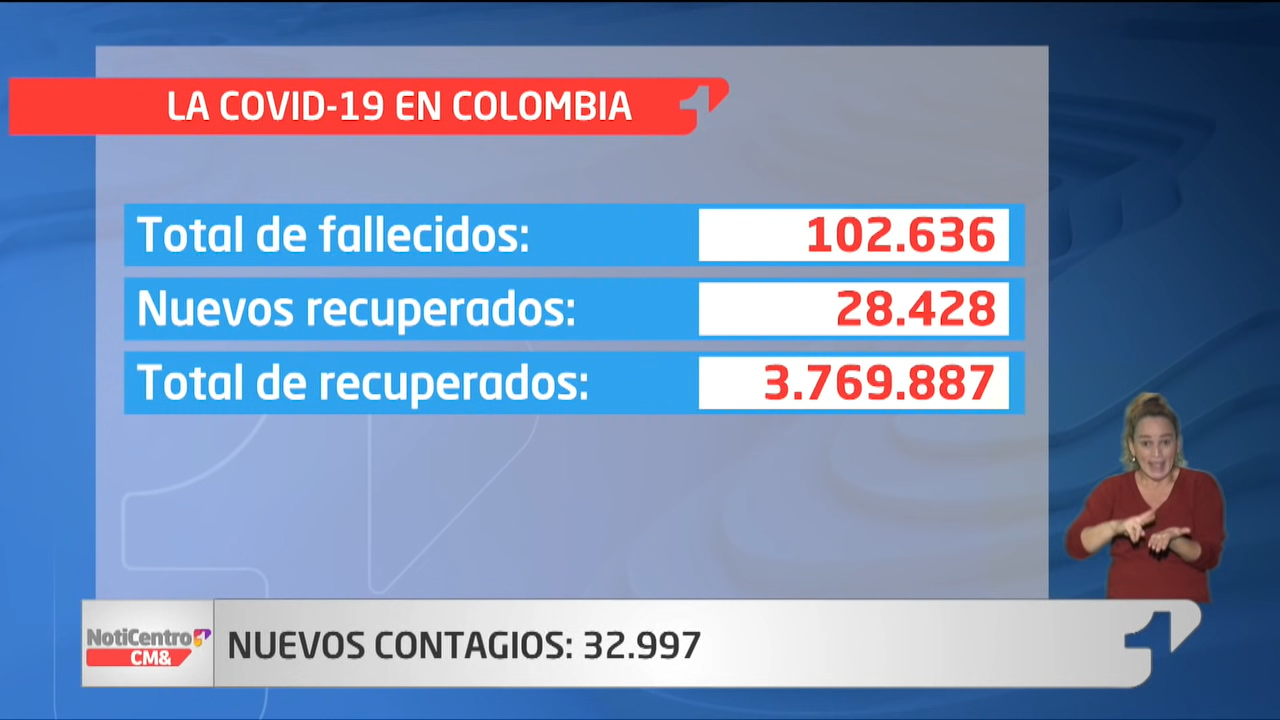 LA COVID-19 EN COLOMBIA
Total de fallecidos: 102.636
Nuevos recuperados: 28.428
Total de recuperados: 3.769.887
NotiCentro 1
CM&
NUEVOS CONTAGIOS: 32.997